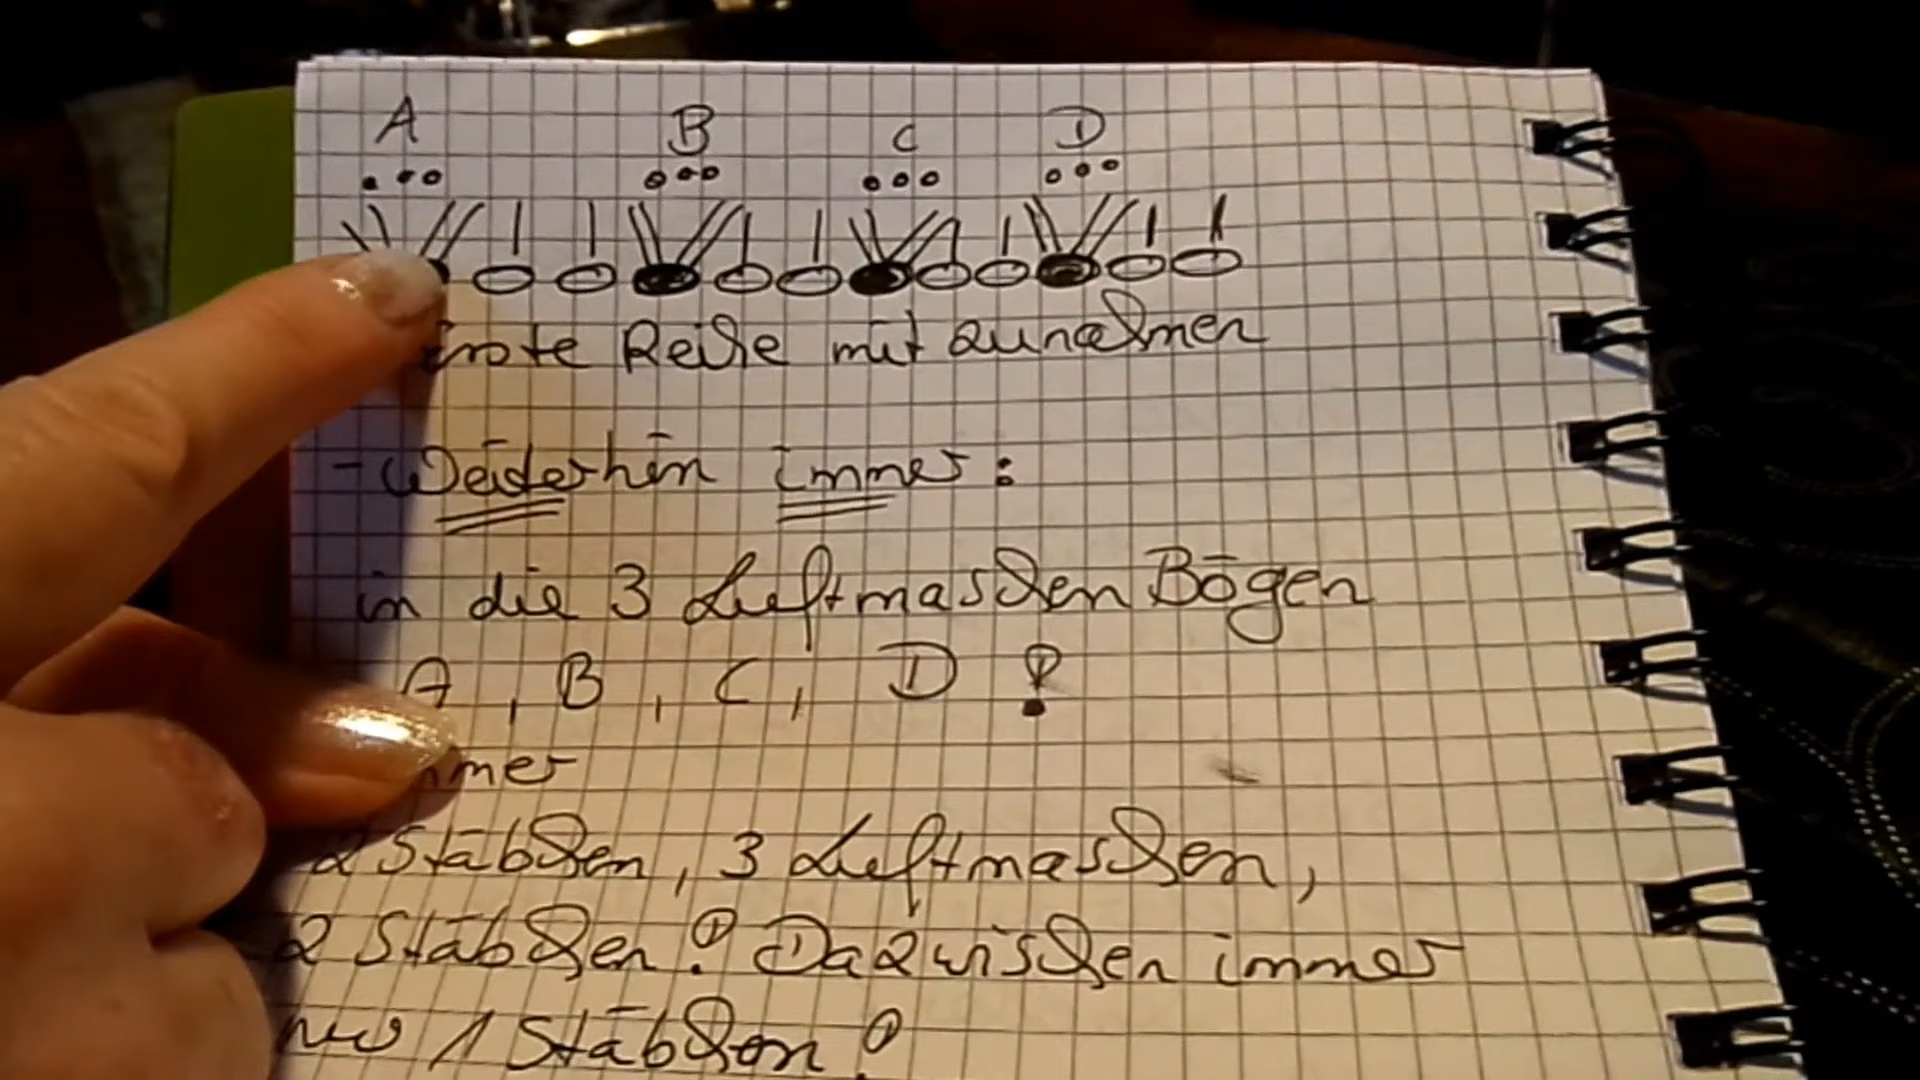 A B C D
erste Reihe mit zunahmen
- Weiterhin immer:
in die 3 Luftmaschen Bögen
A, B, C, D!
immer
2 Stäbchen, 3 Luftmaschen,
2 Stäbchen! Dazwischen immer
nur 1 Stäbchen!